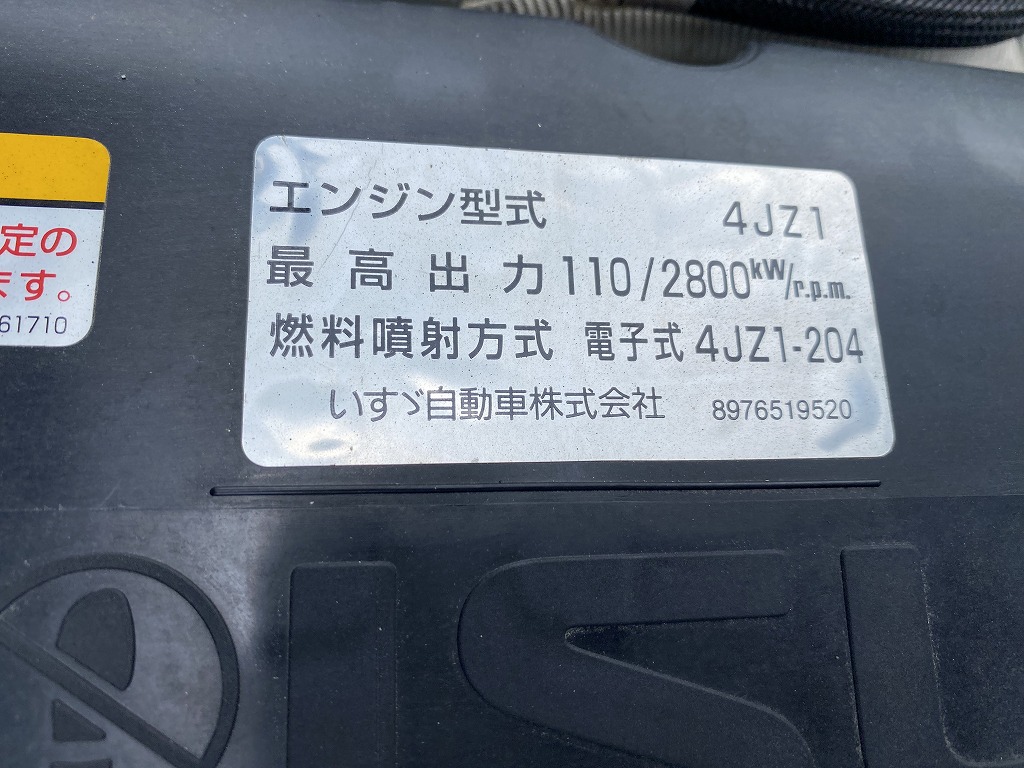 エンジン型式 4JZ1
最高出力 110/2800kW/r.p.m.
燃料噴射方式 電子式 4JZ1-204
いすゞ自動車株式会社 8976519520
定の
ます。
61710
ISU